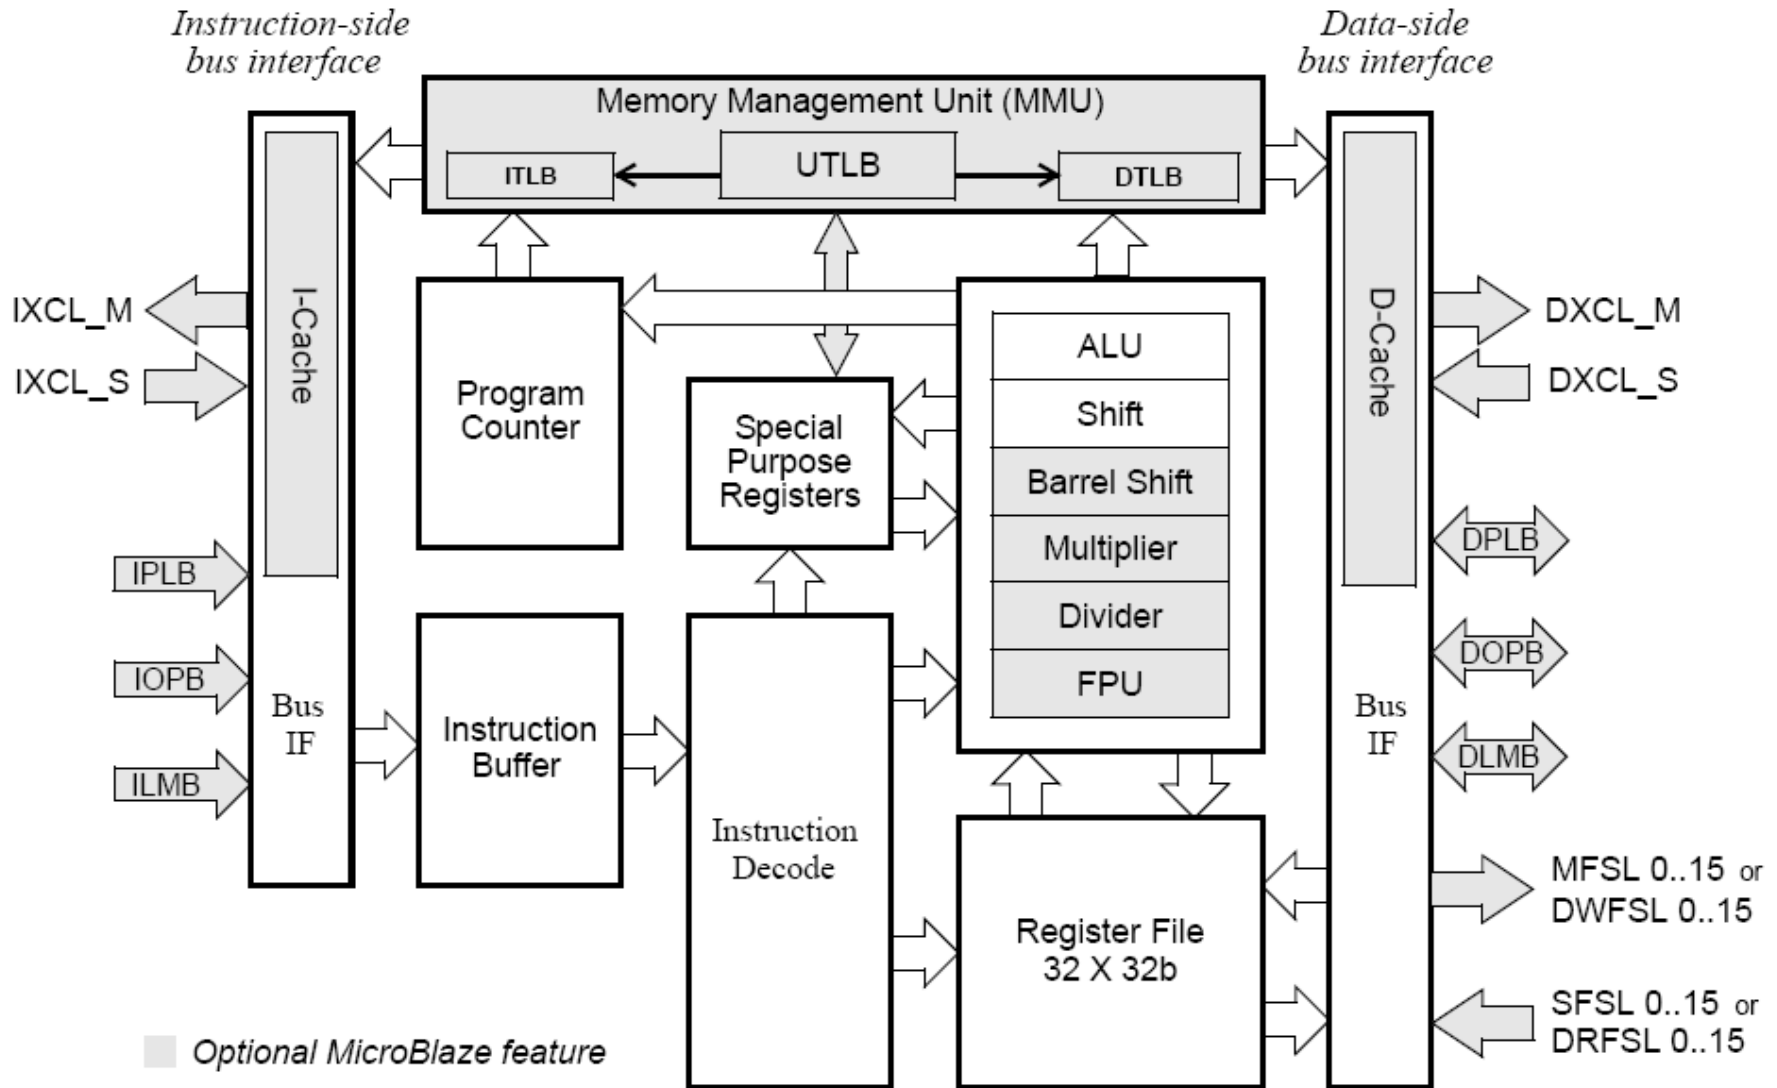 Instruction-side
bus interface
Data-side
bus interface
Memory Management Unit (MMU)
ITLB
UTLB
DTLB
I-Cache
D-Cache
IXCL_M
IXCL_S
DXCL_M
DXCL_S
Program
Counter
Special
Purpose
Registers
ALU
Shift
Barrel Shift
Multiplier
Divider
FPU
IPLB
IOPB
ILMB
Bus
IF
Instruction
Buffer
Instruction
Decode
Register File
32 X 32b
Bus
IF
DPLB
DOPB
DLMB
MFSL 0..15 or
DWFSL 0..15
SFSL 0..15 or
DRFSL 0..15
Optional MicroBlaze feature